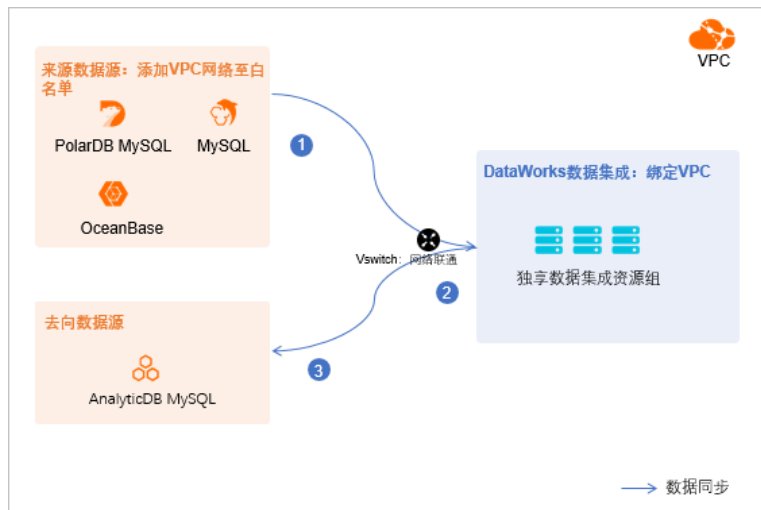 VPC
来源数据源：添加VPC网络至白
名单
PolarDB MySQL
MySQL
OceanBase
1
DataWorks数据集成：绑定VPC
独享数据集成资源组
Vswitch：网络联通
2
去向数据源
AnalyticDB MySQL
3
数据同步